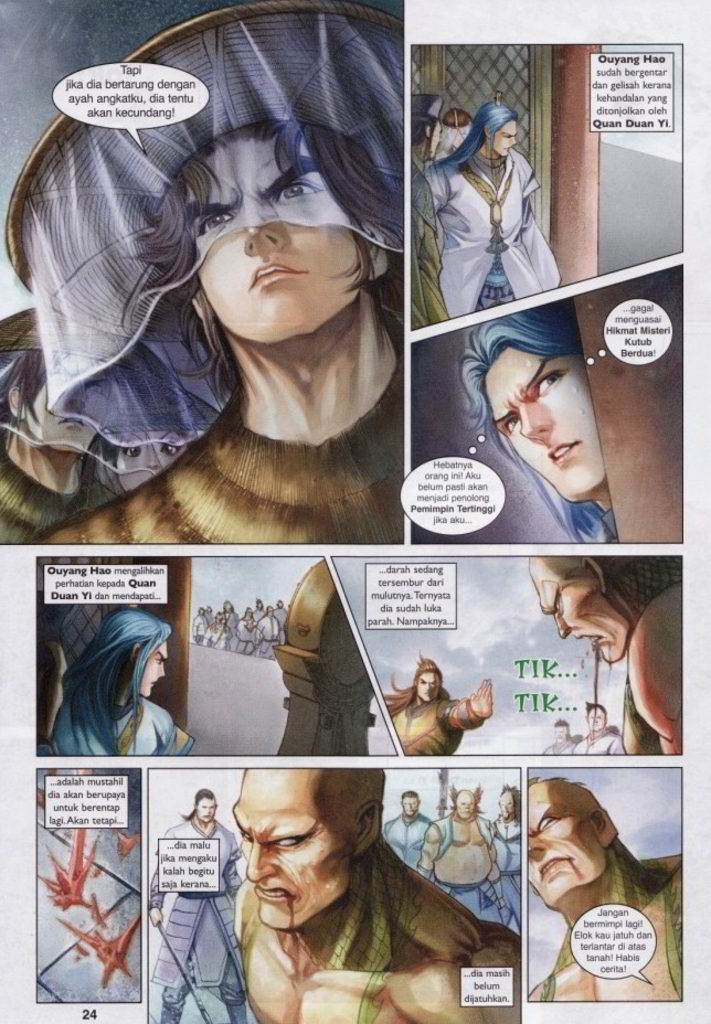 Tapi
jika dia bertarung dengan
ayah angkatku, dia tentu
akan kecundang!
Ouyang Hao
sudah bergentar
dan gelisah kerana
kehandalan yang
ditonjolkan oleh
Quan Duan Yi.
...gagal
menguasai
Hikmat Misteri
Kutub
Berdua!
Hebatnya
orang ini! Aku
belum pasti akan
menjadi penolong
Pemimpin Tertinggi
jika aku...
Ouyang Hao mengalihkan
perhatian kepada Quan
Duan Yi dan mendapati...
...darah sedang
tersembur dari
mulutnya. Ternyata
dia sudah luka
parah. Nampaknya...
TIK...
TIK...
...adalah mustahil
dia akan berupaya
untuk berentap
lagi. Akan tetapi...
...dia malu
jika mengaku
kalah begitu
saja kerana...
...dia masih
belum
dijatuhkan.
Jangan
bermimpi lagi!
Elok kau jatuh dan
terlantar di atas
tanah! Habis
cerita!
24